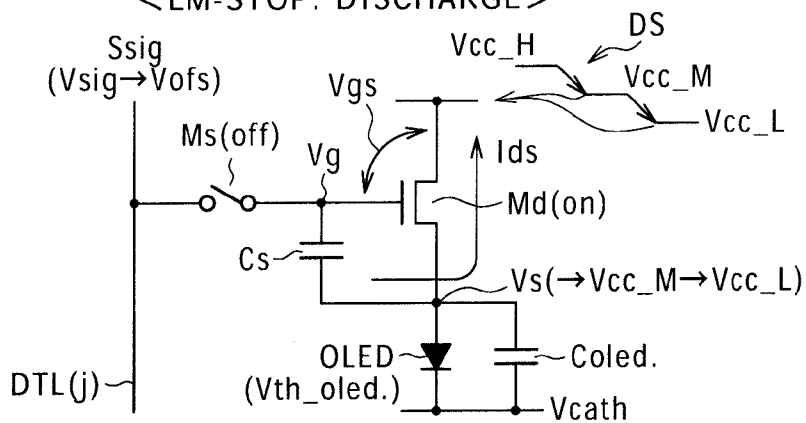 <LM-STOP: DISCHARGE>
Ssig
(Vsig→Vofs)
DS
Vcc_H
Vcc_M
Vcc_L
Vgs
Ms(off)
Vg
Ids
Md(on)
Cs
Vs(→Vcc_M→Vcc_L)
OLED
(Vth_oled.)
Coled.
DTL(j)
Vcath